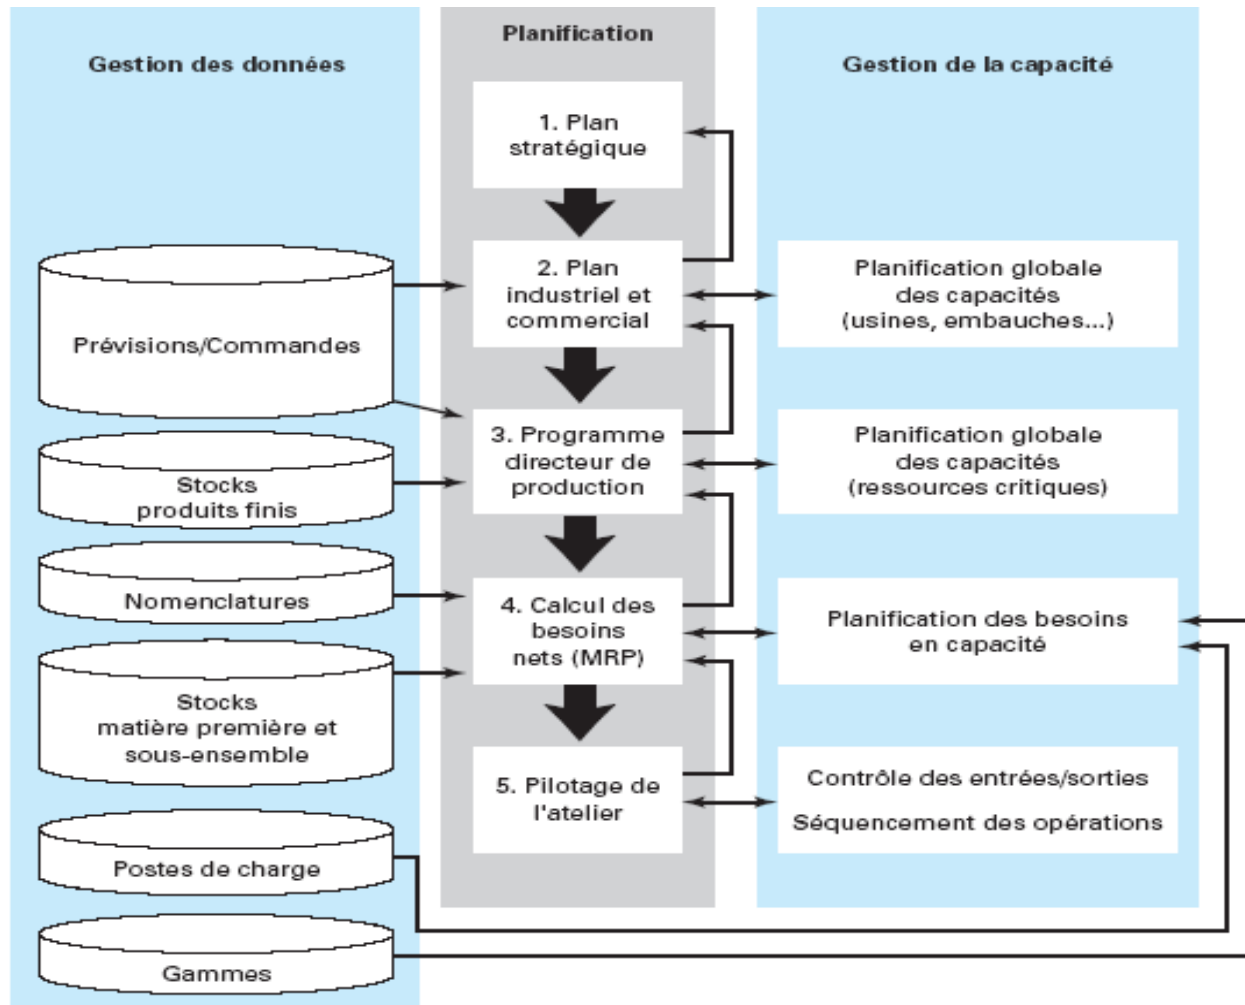 Gestion des données
Prévisions/Commandes
Stocks
produits finis
Nomenclatures
Stocks
matière première et
sous-ensemble
Postes de charge
Gammes
Planification
1. Plan
stratégique
2. Plan
industriel et
commercial
3. Programme
directeur de
production
4. Calcul des
besoins
nets (MRP)
5. Pilotage de
l'atelier
Gestion de la capacité
Planification globale
des capacités
(usines, embauches...)
Planification globale
des capacités
(ressources critiques)
Planification des besoins
en capacité
Contrôle des entrées/sorties
Séquencement des opérations